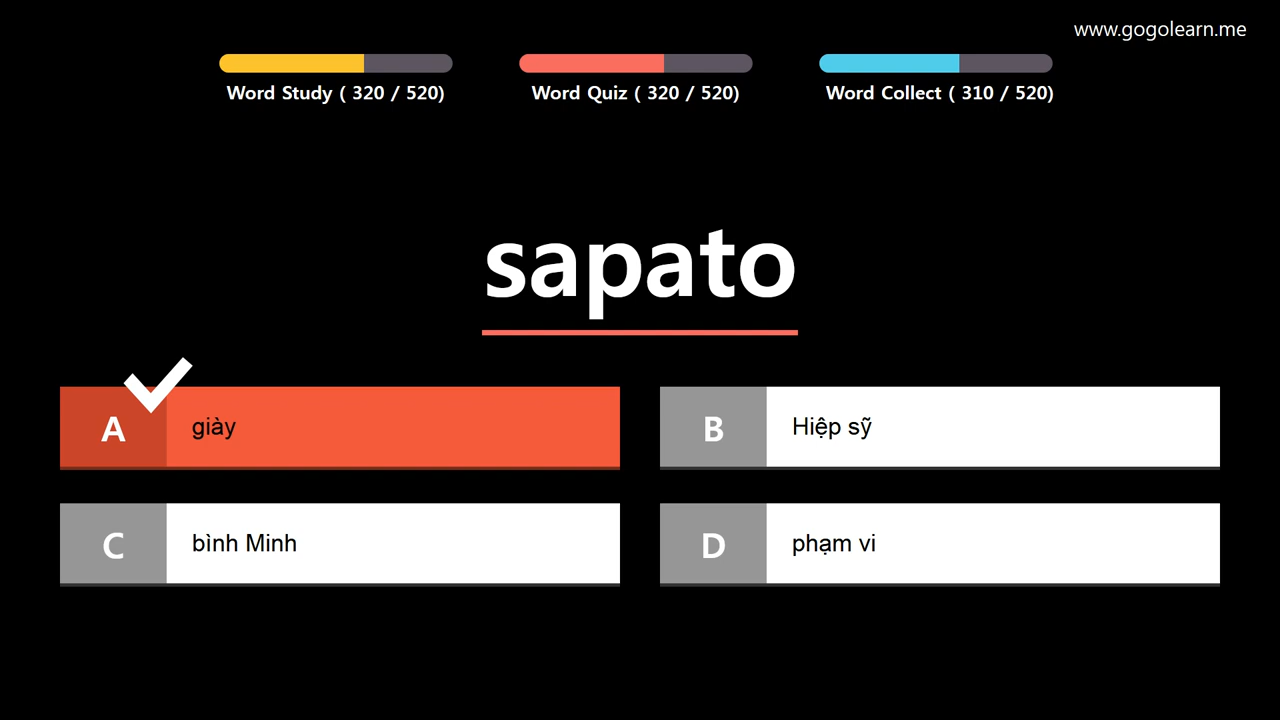 www.gogolearn.me
Word Study ( 320 / 520)
Word Quiz ( 320 / 520)
Word Collect ( 310 / 520)
sapato
A giày
B Hiệp sỹ
C bình Minh
D phạm vi